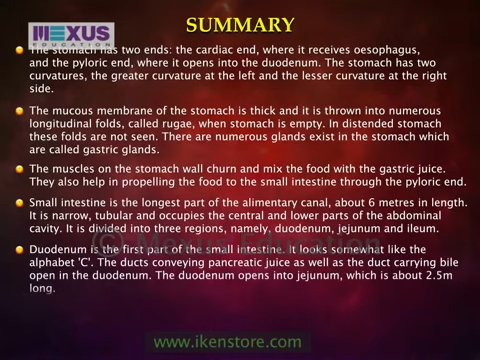 MEXUS
EDUCATION
SUMMARY
The stomach has two ends: the cardiac end, where it receives oesophagus,
and the pyloric end, where it opens into the duodenum. The stomach has two
curvatures, the greater curvature at the left and the lesser curvature at the right
side.
The mucous membrane of the stomach is thick and it is thrown into numerous
longitudinal folds, called rugae, when stomach is empty. In distended stomach
these folds are not seen. There are numerous glands exist in the stomach which
are called gastric glands.
The muscles on the stomach wall churn and mix the food with the gastric juice.
They also help in propelling the food to the small intestine through the pyloric end.
Small intestine is the longest part of the alimentary canal, about 6 metres in length.
It is narrow, tubular and occupies the central and lower parts of the abdominal
cavity. It is divided into three regions, namely, duodenum, jejunum and ileum.
© Mexus Education
Duodenum is the first part of the small intestine. It looks somewhat like the
alphabet 'C'. The ducts conveying pancreatic juice as well as the duct carrying bile
open in the duodenum. The duodenum opens into jejunum, which is about 2.5m
long.
www.ikenstore.com